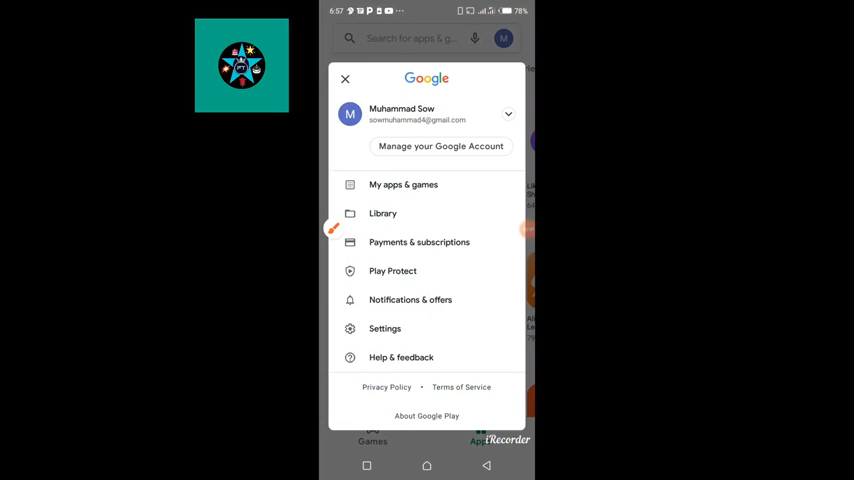 6:57
78%
Search for apps & g...
M
Google
M
Muhammad Sow
sowmuhammad4@gmail.com
Manage your Google Account
My apps & games
Library
Payments & subscriptions
Play Protect
Notifications & offers
Settings
Help & feedback
Privacy Policy • Terms of Service
About Google Play
Games
Apps
iRecorder